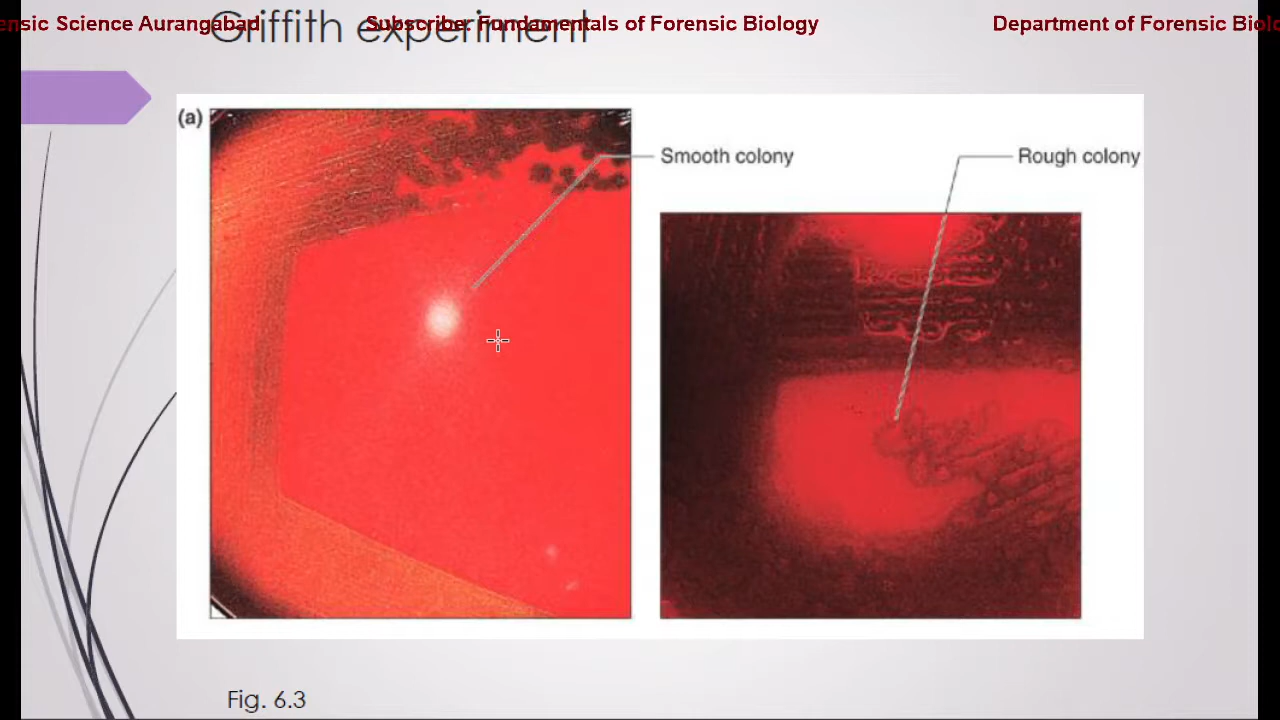 ensic Science Aurangabad
Subscribe: Fundamentals of Forensic Biology
Department of Forensic Biolo
Griffith experiment
(a)
Smooth colony
Rough colony
Fig. 6.3